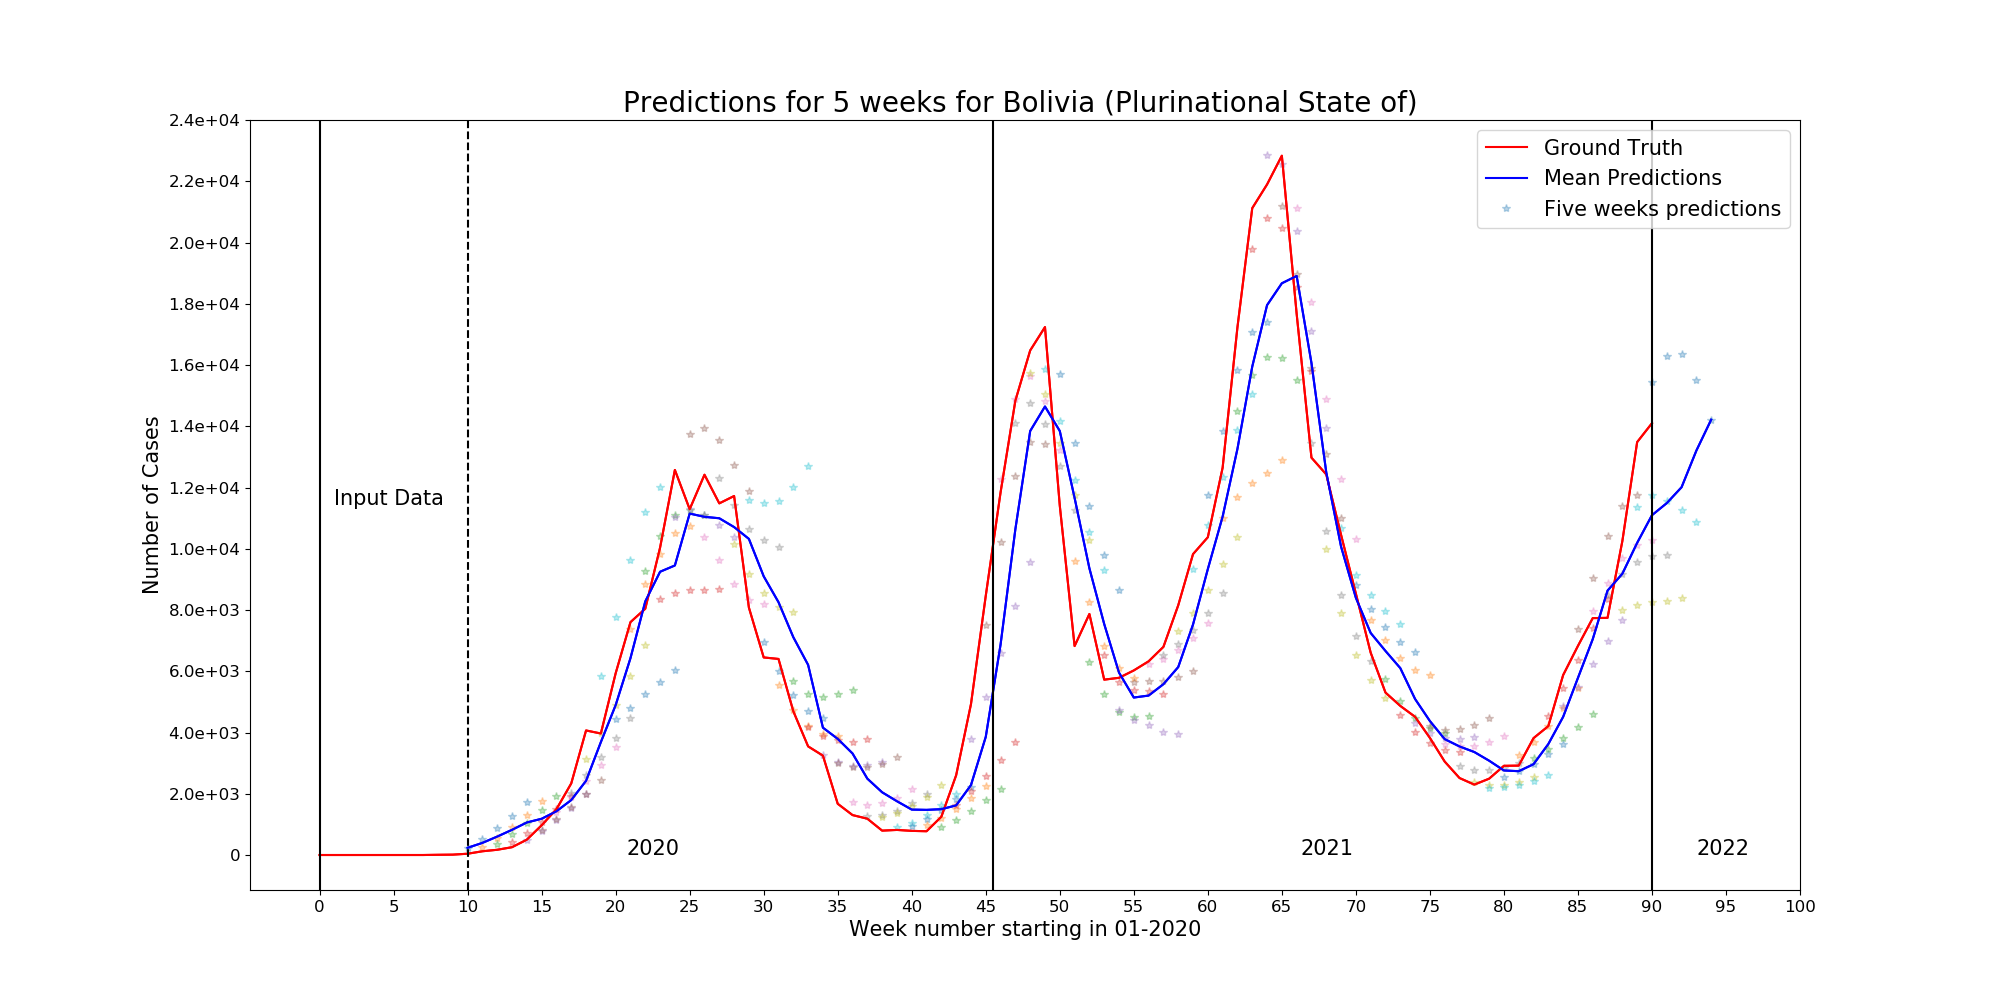 Predictions for 5 weeks for Bolivia (Plurinational State of)
2.4e+04
2.2e+04
2.0e+04
1.8e+04
1.6e+04
1.4e+04
1.2e+04
1.0e+04
8.0e+03
6.0e+03
4.0e+03
2.0e+03
0
Number of Cases
Ground Truth
Mean Predictions
Five weeks predictions
Input Data
2020 2021 2022
0 5 10 15 20 25 30 35 40 45 50 55 60 65 70 75 80 85 90 95 100
Week number starting in 01-2020